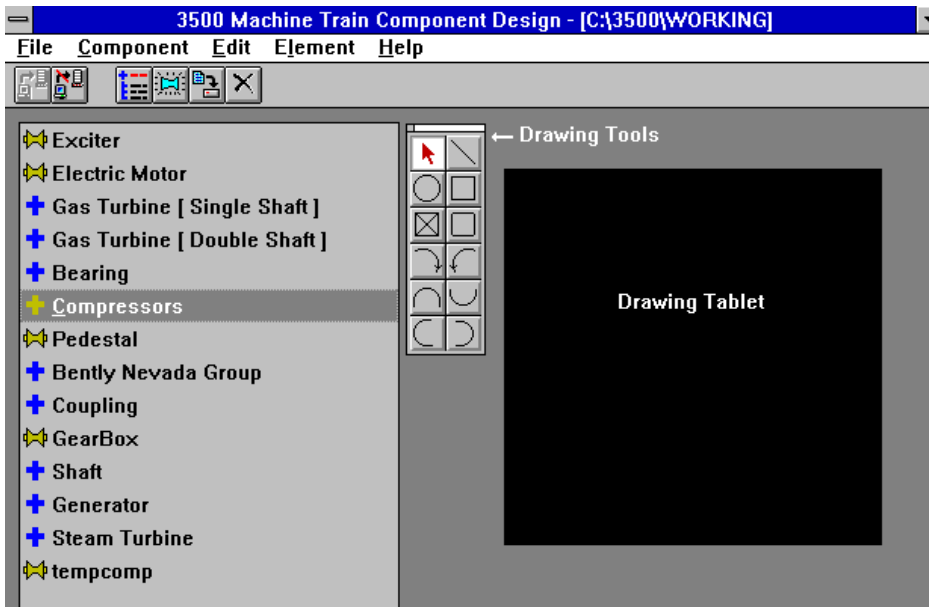 3500 Machine Train Component Design - [C:\3500\WORKING]
File Component Edit Element Help
Exciter
Electric Motor
Gas Turbine [ Single Shaft ]
Gas Turbine [ Double Shaft ]
Bearing
Compressors
Pedestal
Bently Nevada Group
Coupling
GearBox
Shaft
Generator
Steam Turbine
tempcomp
← Drawing Tools
Drawing Tablet